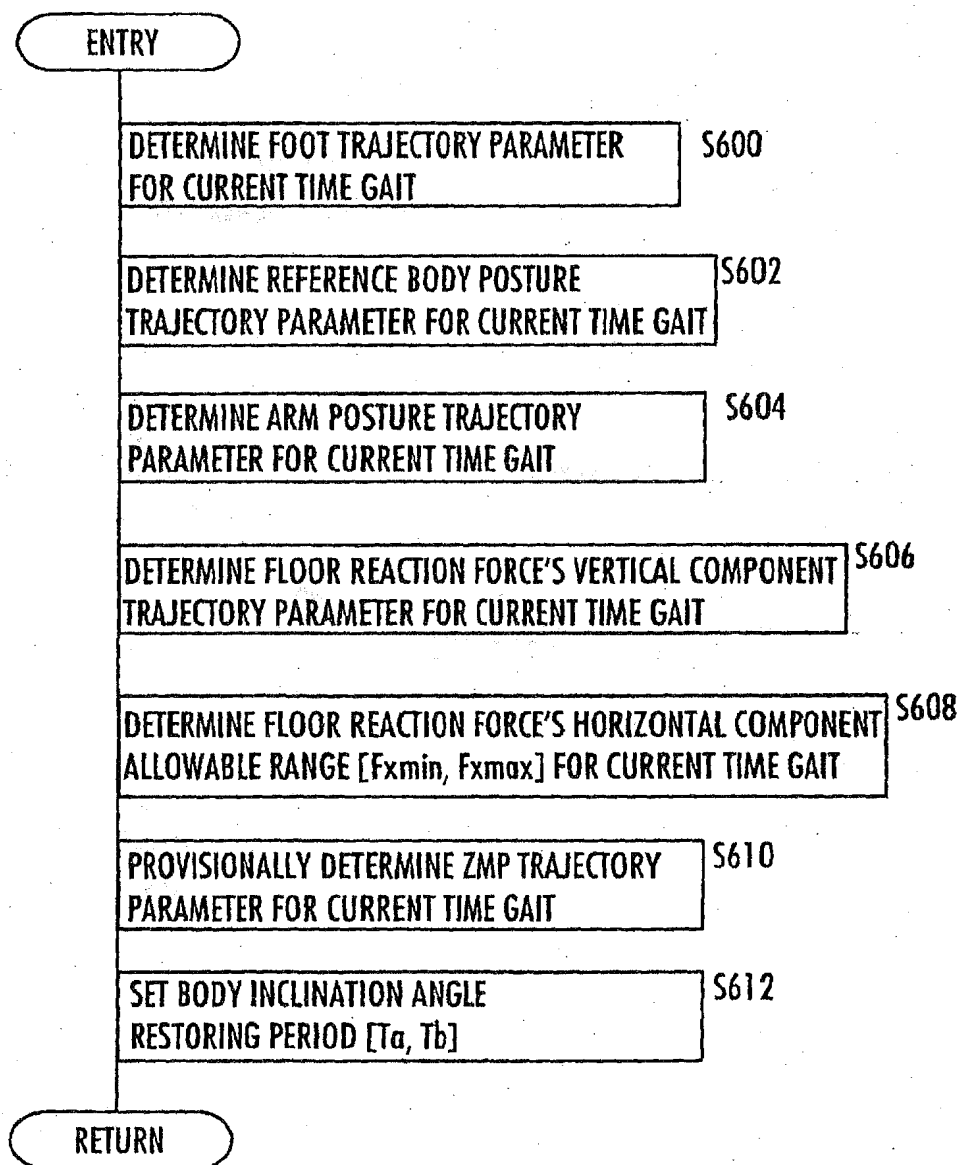 ENTRY
DETERMINE FOOT TRAJECTORY PARAMETER S600
FOR CURRENT TIME GAIT
DETERMINE REFERENCE BODY POSTURE S602
TRAJECTORY PARAMETER FOR CURRENT TIME GAIT
DETERMINE ARM POSTURE TRAJECTORY S604
PARAMETER FOR CURRENT TIME GAIT
DETERMINE FLOOR REACTION FORCE'S VERTICAL COMPONENT S606
TRAJECTORY PARAMETER FOR CURRENT TIME GAIT
DETERMINE FLOOR REACTION FORCE'S HORIZONTAL COMPONENT S608
ALLOWABLE RANGE [Fxmin, Fxmax] FOR CURRENT TIME GAIT
PROVISIONALLY DETERMINE ZMP TRAJECTORY S610
PARAMETER FOR CURRENT TIME GAIT
SET BODY INCLINATION ANGLE S612
RESTORING PERIOD [Ta, Tb]
RETURN